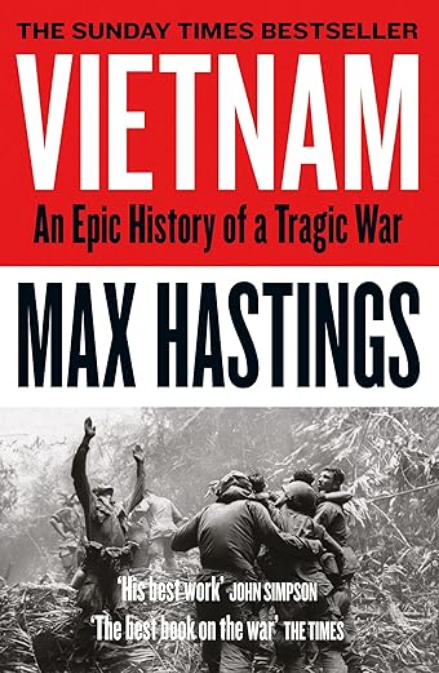 THE SUNDAY TIMES BESTSELLER
VIETNAM
An Epic History of a Tragic War
MAX HASTINGS
‘His best work’ JOHN SIMPSON
‘The best book on the war’ THE TIMES